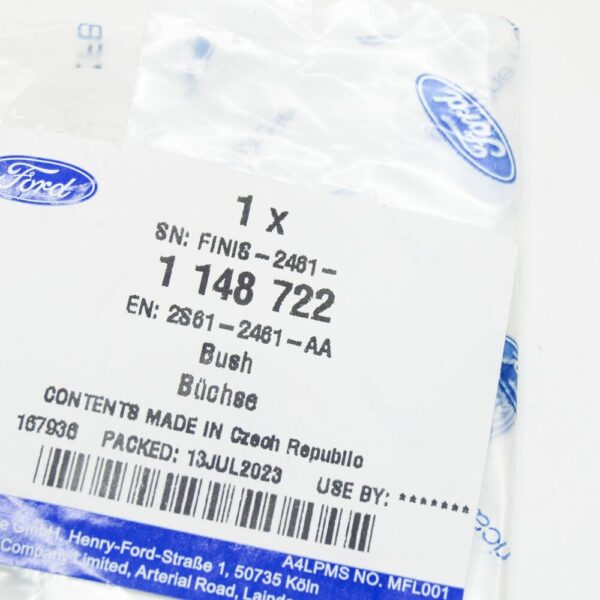 Ford
Ford
1 X
SN: FINIS-2461-
1 148 722
EN: 2S61-2461-AA
Bush
Büchse
CONTENTS MADE IN Czech Republic
167936 PACKED: 13JUL2023 USE BY: *******
A4LPMS NO. MFL001
e GmbH, Henry-Ford-Straße 1, 50735 Köln
Company Limited, Arterial Road, Laind